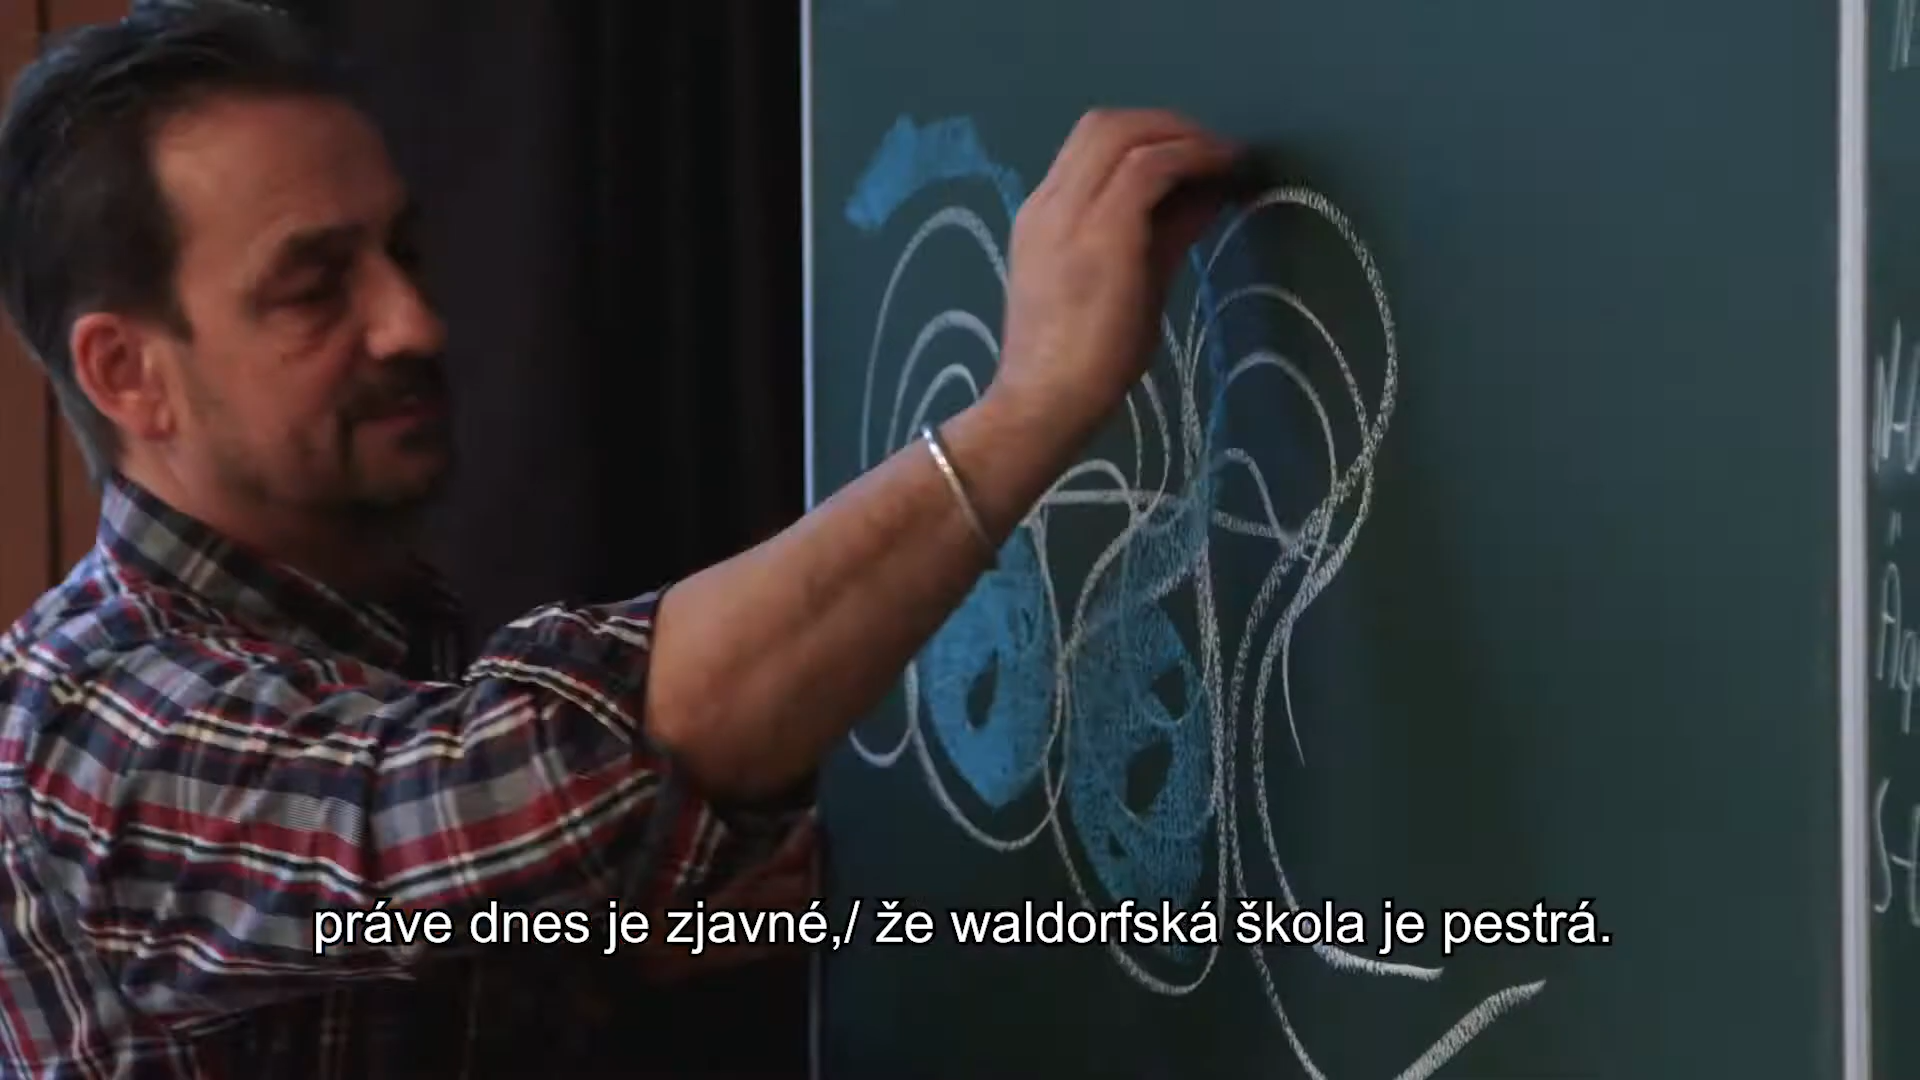 práve dnes je zjavné,/ že waldorfská škola je pestrá.